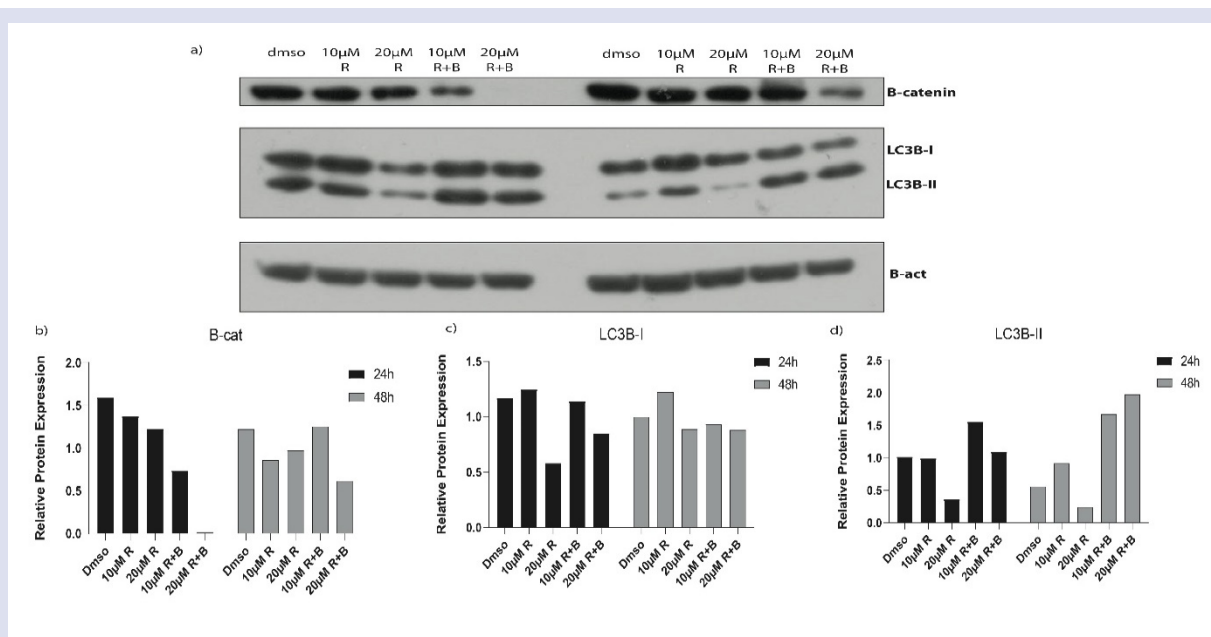 a)
dmso 10µM 20µM 10µM 20µM
R R R+B R+B
dmso 10µM 20µM 10µM 20µM
R R R+B R+B
B-catenin
LC3B-I
LC3B-II
B-act
b) B-cat
Relative Protein Expression
2.0
1.5
1.0
0.5
0.0
24h
48h
Dmso
10µM R
20µM R
10µM R+B
20µM R+B
Dmso
10µM R
20µM R
10µM R+B
20µM R+B
c) LC3B-I
Relative Protein Expression
1.5
1.0
0.5
0.0
24h
48h
Dmso
10µM R
20µM R
10µM R+B
20µM R+B
Dmso
10µM R
20µM R
10µM R+B
20µM R+B
d) LC3B-II
Relative Protein Expression
2.5
2.0
1.5
1.0
0.5
0.0
24h
48h
Dmso
10µM R
20µM R
10µM R+B
20µM R+B
Dmso
10µM R
20µM R
10µM R+B
20µM R+B